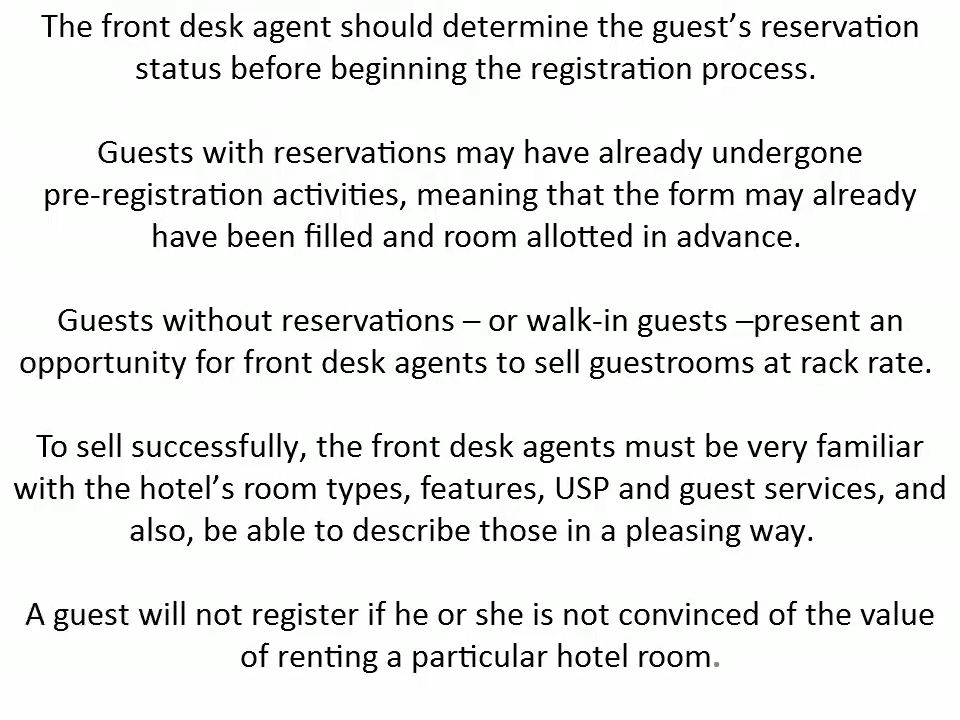 The front desk agent should determine the guest’s reservation
status before beginning the registration process.
Guests with reservations may have already undergone
pre-registration activities, meaning that the form may already
have been filled and room allotted in advance.
Guests without reservations – or walk-in guests –present an
opportunity for front desk agents to sell guestrooms at rack rate.
To sell successfully, the front desk agents must be very familiar
with the hotel’s room types, features, USP and guest services, and
also, be able to describe those in a pleasing way.
A guest will not register if he or she is not convinced of the value
of renting a particular hotel room.